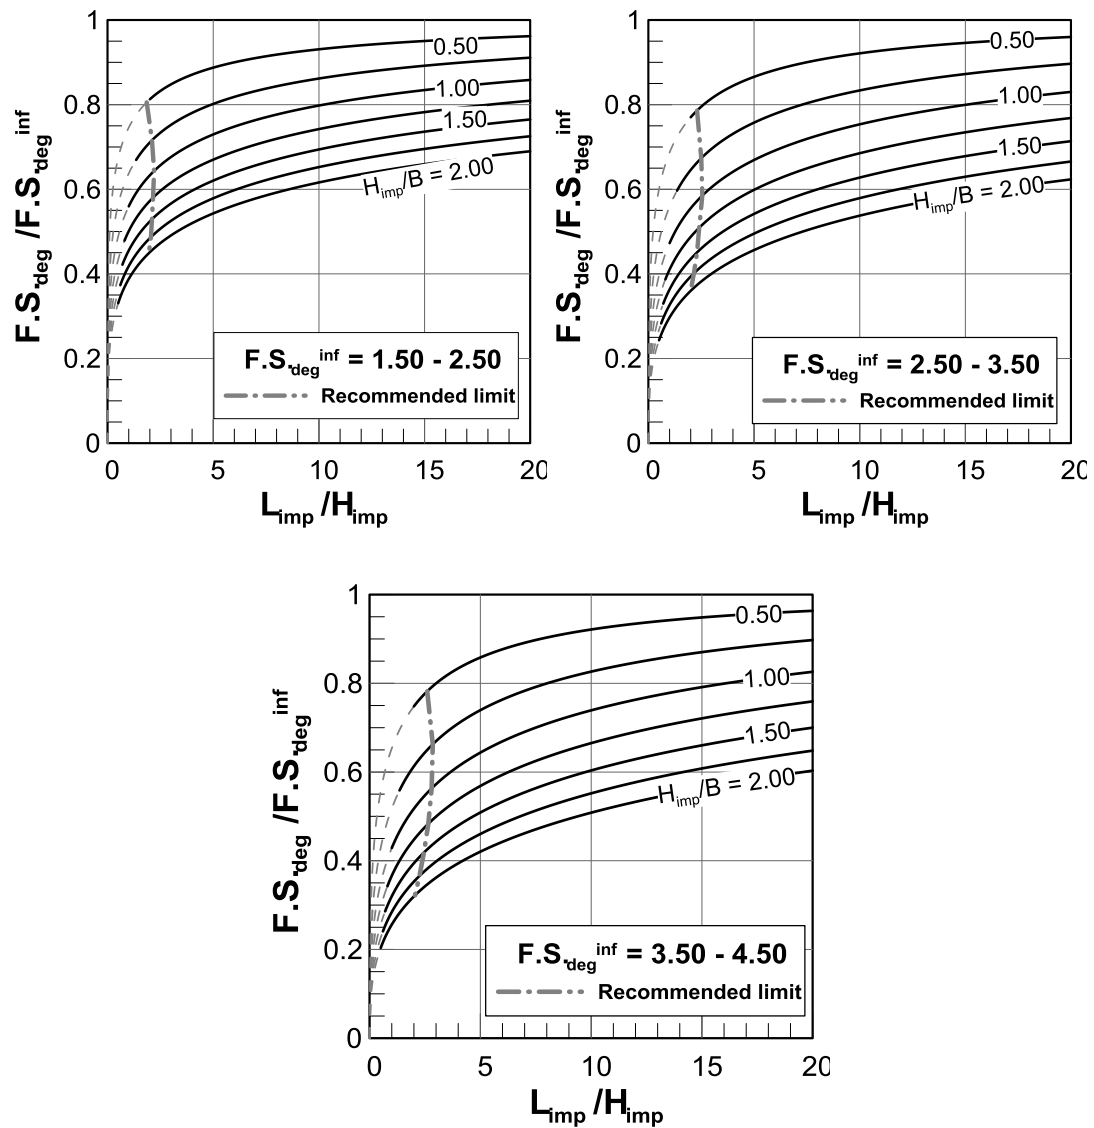 1
0.8
0.6
0.4
0.2
0
F.S.deg /F.S.deg inf
0.50
1.00
1.50
Himp/B = 2.00
F.S.deg inf = 1.50 - 2.50
Recommended limit
0 5 10 15 20
Limp /Himp
1
0.8
0.6
0.4
0.2
0
F.S.deg /F.S.deg inf
0.50
1.00
1.50
Himp/B = 2.00
F.S.deg inf = 2.50 - 3.50
Recommended limit
0 5 10 15 20
Limp /Himp
1
0.8
0.6
0.4
0.2
0
F.S.deg /F.S.deg inf
0.50
1.00
1.50
Himp/B = 2.00
F.S.deg inf = 3.50 - 4.50
Recommended limit
0 5 10 15 20
Limp /Himp